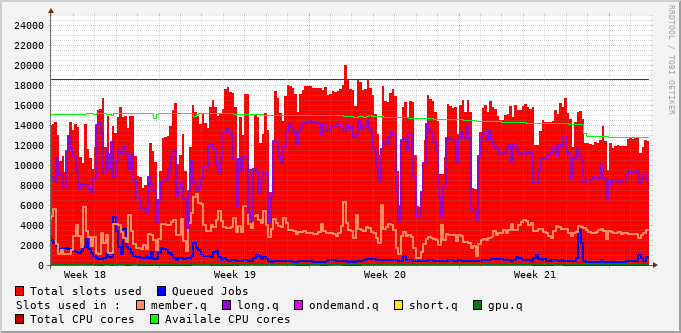 24000
22000
20000
18000
16000
14000
12000
10000
8000
6000
4000
2000
0
Week 18 Week 19 Week 20 Week 21
RRDTOOL / TOBI OETIKER
Total slots used Queued Jobs
Slots used in : member.q long.q ondemand.q short.q gpu.q
Total CPU cores Availale CPU cores